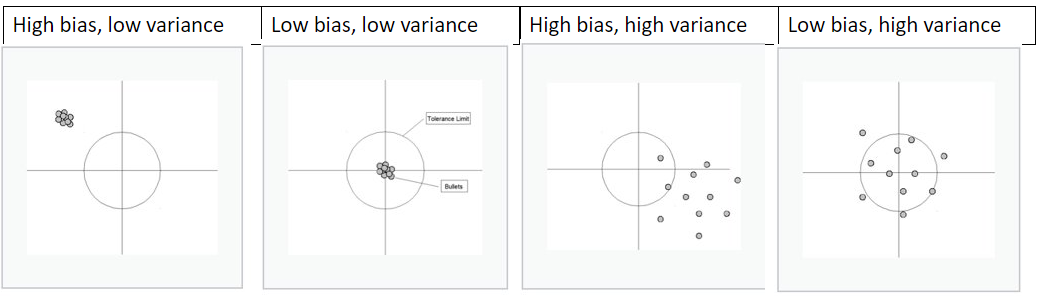 High bias, low variance
Low bias, low variance
High bias, high variance
Low bias, high variance
Tolerance Limit
Bullets